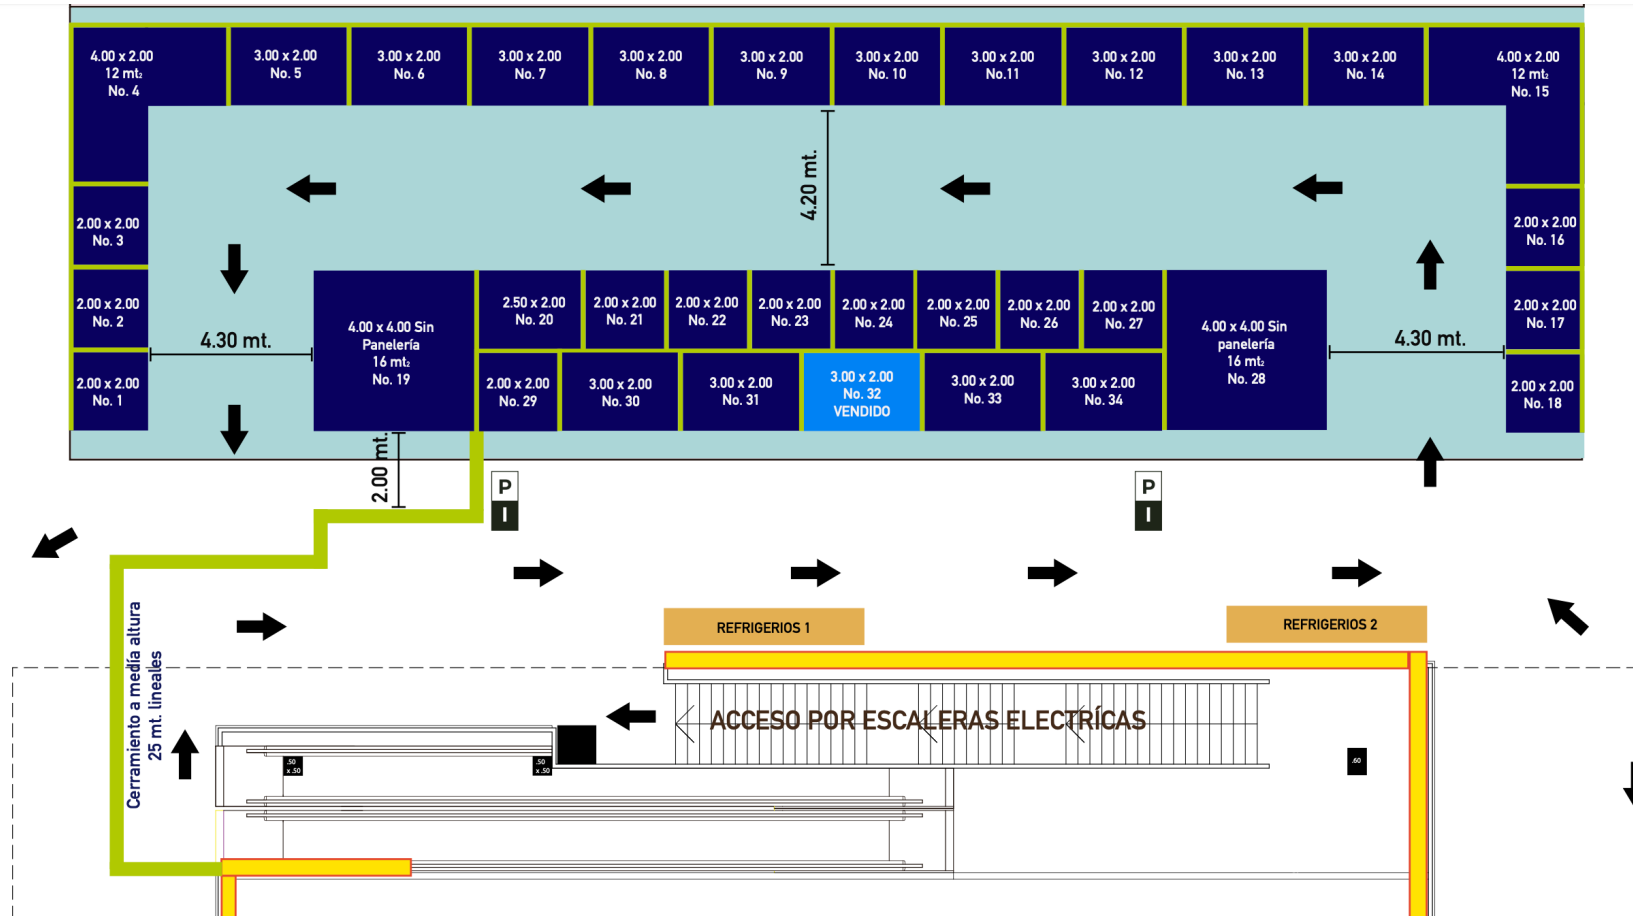 4.00 x 2.00
12 mt₂
No. 4
3.00 x 2.00
No. 5
3.00 x 2.00
No. 6
3.00 x 2.00
No. 7
3.00 x 2.00
No. 8
3.00 x 2.00
No. 9
3.00 x 2.00
No. 10
3.00 x 2.00
No.11
3.00 x 2.00
No. 12
3.00 x 2.00
No. 13
3.00 x 2.00
No. 14
4.00 x 2.00
12 mt₂
No. 15
4.20 mt.
2.00 x 2.00
No. 3
2.00 x 2.00
No. 16
2.00 x 2.00
No. 2
2.00 x 2.00
No. 17
2.00 x 2.00
No. 1
2.00 x 2.00
No. 18
4.30 mt.
4.00 x 4.00 Sin
Panelería
16 mt₂
No. 19
2.50 x 2.00
No. 20
2.00 x 2.00
No. 21
2.00 x 2.00
No. 22
2.00 x 2.00
No. 23
2.00 x 2.00
No. 24
2.00 x 2.00
No. 25
2.00 x 2.00
No. 26
2.00 x 2.00
No. 27
4.00 x 4.00 Sin
panelería
16 mt₂
No. 28
4.30 mt.
2.00 x 2.00
No. 29
3.00 x 2.00
No. 30
3.00 x 2.00
No. 31
3.00 x 2.00
No. 32
VENDIDO
3.00 x 2.00
No. 33
3.00 x 2.00
No. 34
2.00 mt.
P
I
P
I
REFRIGERIOS 1
REFRIGERIOS 2
Cerramiento a medía altura
25 mt. lineales
ACCESO POR ESCALERAS ELECTRÍCAS
.50
x .50
.50
x .50
.60